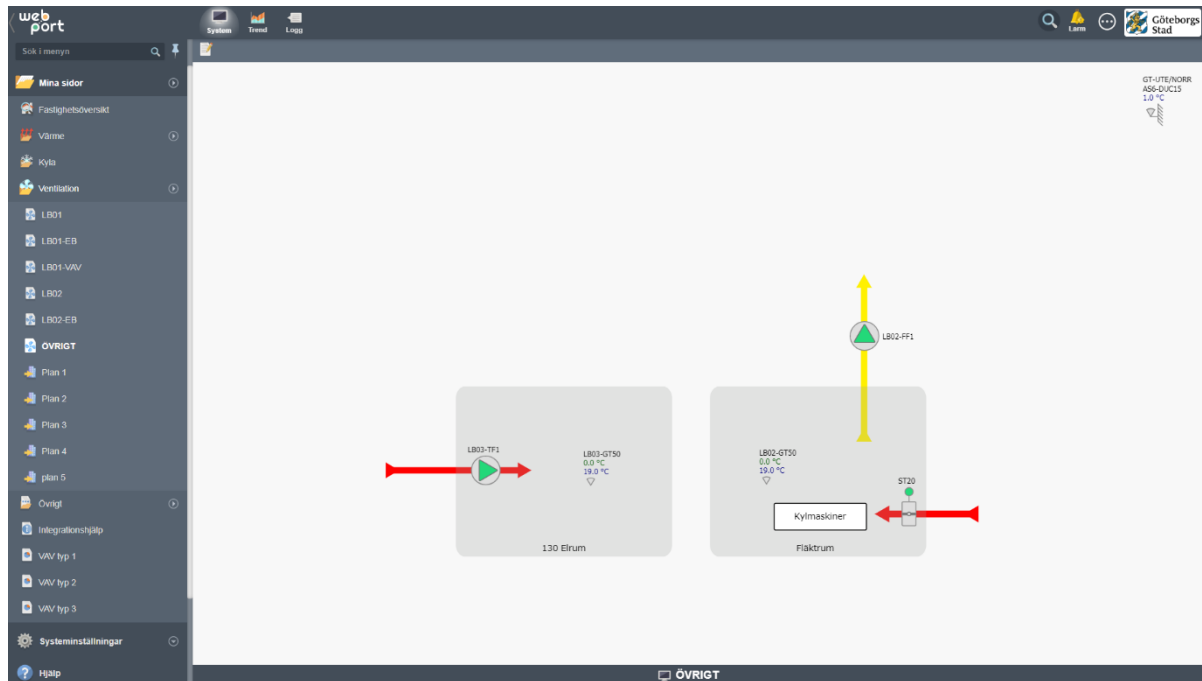 web
port
System
Trend
Logg
Larm
Göteborgs
Stad
Sök i menyn
Mina sidor
Fastighetsöversikt
Värme
Kyla
Ventilation
LB01
LB01-EB
LB01-VAV
LB02
LB02-EB
ÖVRIGT
Plan 1
Plan 2
Plan 3
Plan 4
plan 5
Övrigt
Integrationshjälp
VAV typ 1
VAV typ 2
VAV typ 3
Systeminställningar
Hjälp
GT-UTE/NORR
AS6-DUC15
1.0 °C
LB02-FF1
LB03-TF1
LB03-GT50
0.0 °C
19.0 °C
130 Elrum
LB02-GT50
0.0 °C
19.0 °C
ST20
Kylmaskiner
Fläktrum
ÖVRIGT